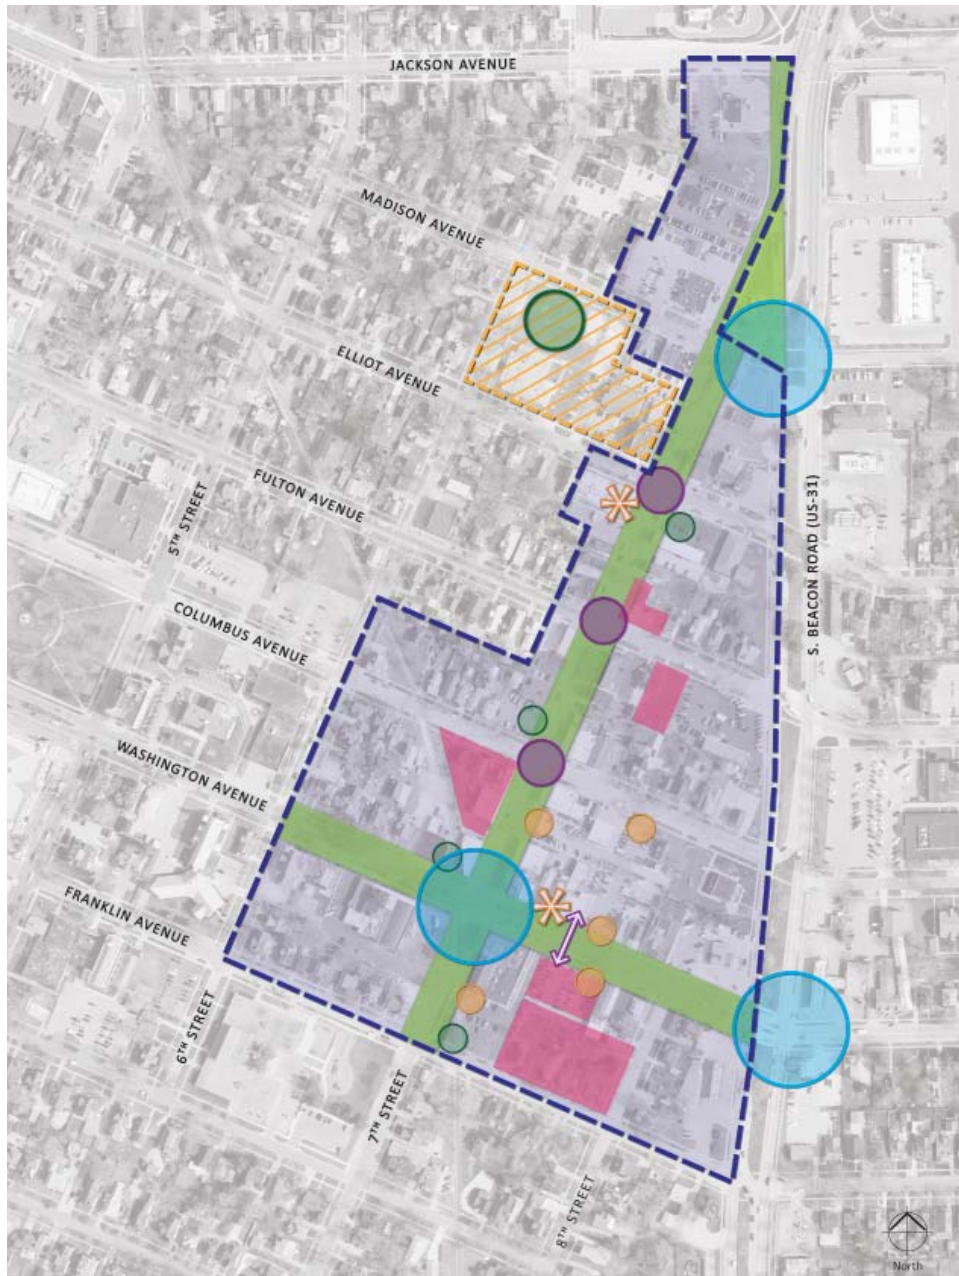 JACKSON AVENUE
MADISON AVENUE
ELLIOT AVENUE
FULTON AVENUE
5TH STREET
S. BEACON ROAD (US-31)
COLUMBUS AVENUE
WASHINGTON AVENUE
FRANKLIN AVENUE
6TH STREET
7TH STREET
8TH STREET
North